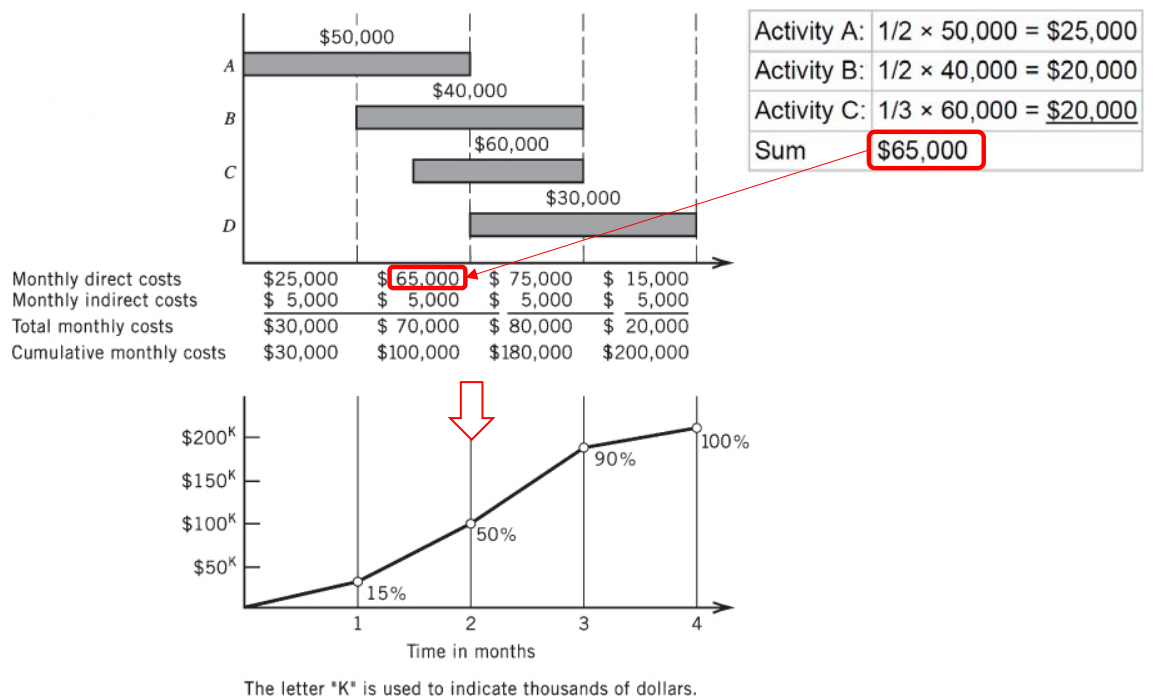 $50,000
A
$40,000
B
$60,000
C
$30,000
D
Activity A: 1/2 × 50,000 = $25,000
Activity B: 1/2 × 40,000 = $20,000
Activity C: 1/3 × 60,000 = $20,000
Sum $65,000
Monthly direct costs $25,000 $ 65,000 $ 75,000 $ 15,000
Monthly indirect costs $ 5,000 $ 5,000 $ 5,000 $ 5,000
Total monthly costs $30,000 $ 70,000 $ 80,000 $ 20,000
Cumulative monthly costs $30,000 $100,000 $180,000 $200,000
$200K
$150K
$100K
$50K
15%
50%
90%
100%
1 2 3 4
Time in months
The letter "K" is used to indicate thousands of dollars.